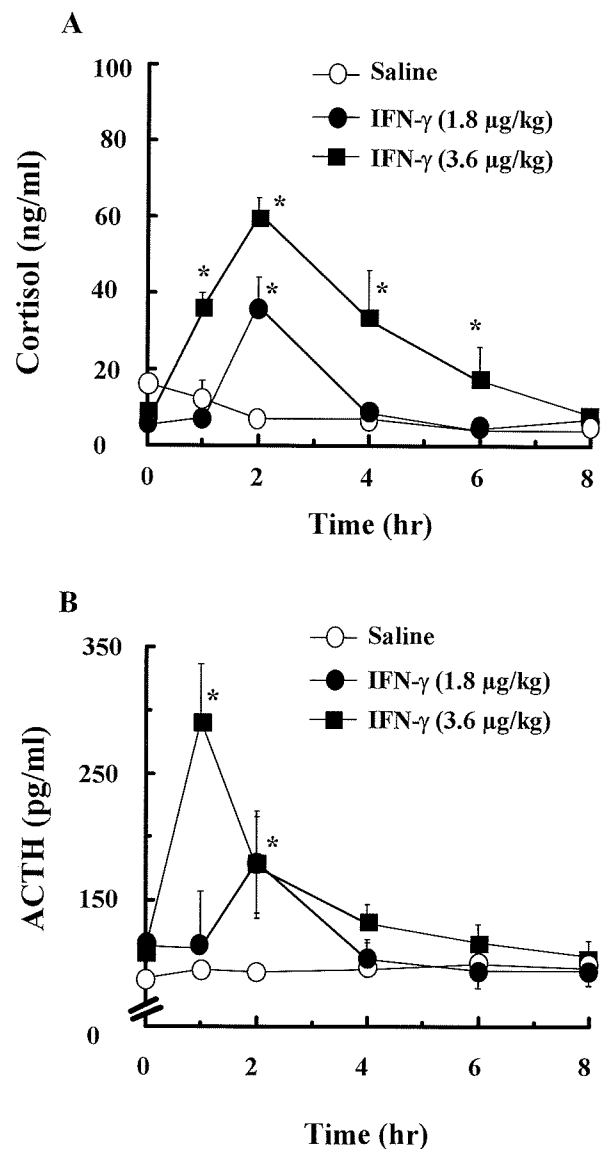 A
100
80
60
40
20
0
Cortisol (ng/ml)
Saline
IFN-γ (1.8 µg/kg)
IFN-γ (3.6 µg/kg)
*
*
*
*
*
0 2 4 6 8
Time (hr)
B
350
250
150
0
ACTH (pg/ml)
Saline
IFN-γ (1.8 µg/kg)
IFN-γ (3.6 µg/kg)
*
*
0 2 4 6 8
Time (hr)